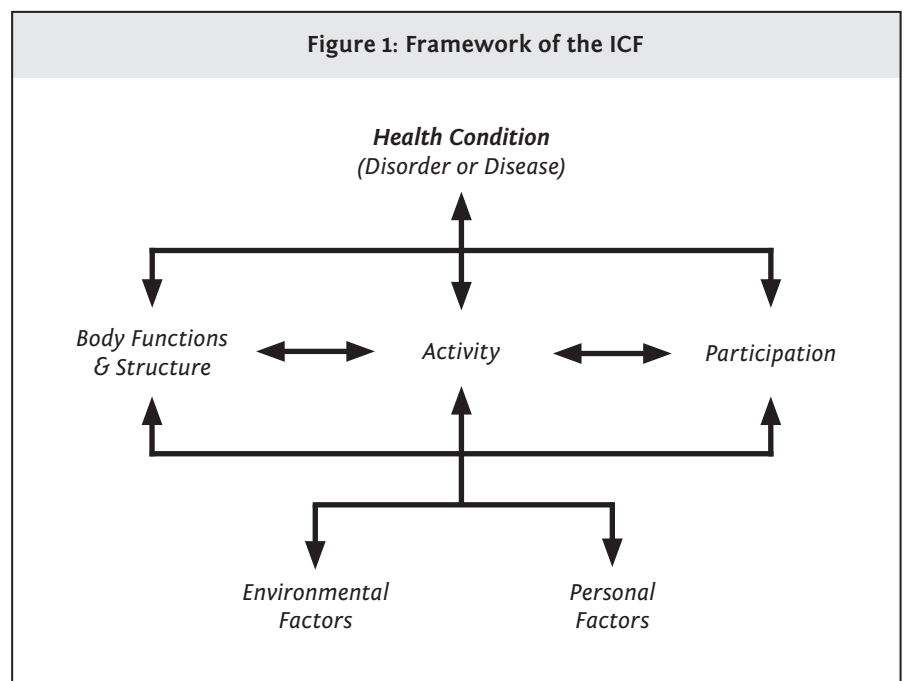 Figure 1: Framework of the ICF
Health Condition
(Disorder or Disease)
Body Functions
& Structure
Activity
Participation
Environmental
Factors
Personal
Factors